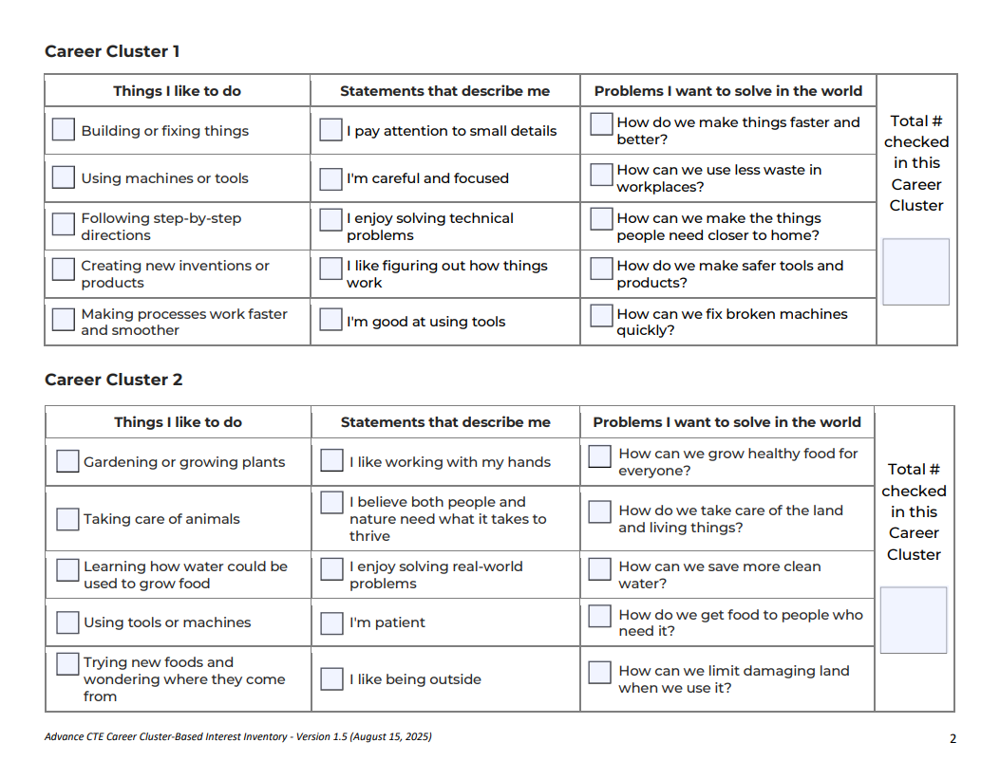 Career Cluster 1
Things I like to do
Statements that describe me
Problems I want to solve in the world
Total #
checked
in this
Career
Cluster
Building or fixing things
I pay attention to small details
How do we make things faster and
better?
Using machines or tools
I'm careful and focused
How can we use less waste in
workplaces?
Following step-by-step
directions
I enjoy solving technical
problems
How can we make the things
people need closer to home?
Creating new inventions or
products
I like figuring out how things
work
How do we make safer tools and
products?
Making processes work faster
and smoother
I'm good at using tools
How can we fix broken machines
quickly?
Career Cluster 2
Things I like to do
Statements that describe me
Problems I want to solve in the world
Total #
checked
in this
Career
Cluster
Gardening or growing plants
I like working with my hands
How can we grow healthy food for
everyone?
Taking care of animals
I believe both people and
nature need what it takes to
thrive
How do we take care of the land
and living things?
Learning how water could be
used to grow food
I enjoy solving real-world
problems
How can we save more clean
water?
Using tools or machines
I'm patient
How do we get food to people who
need it?
Trying new foods and
wondering where they come
from
I like being outside
How can we limit damaging land
when we use it?
Advance CTE Career Cluster-Based Interest Inventory - Version 1.5 (August 15, 2025)
2